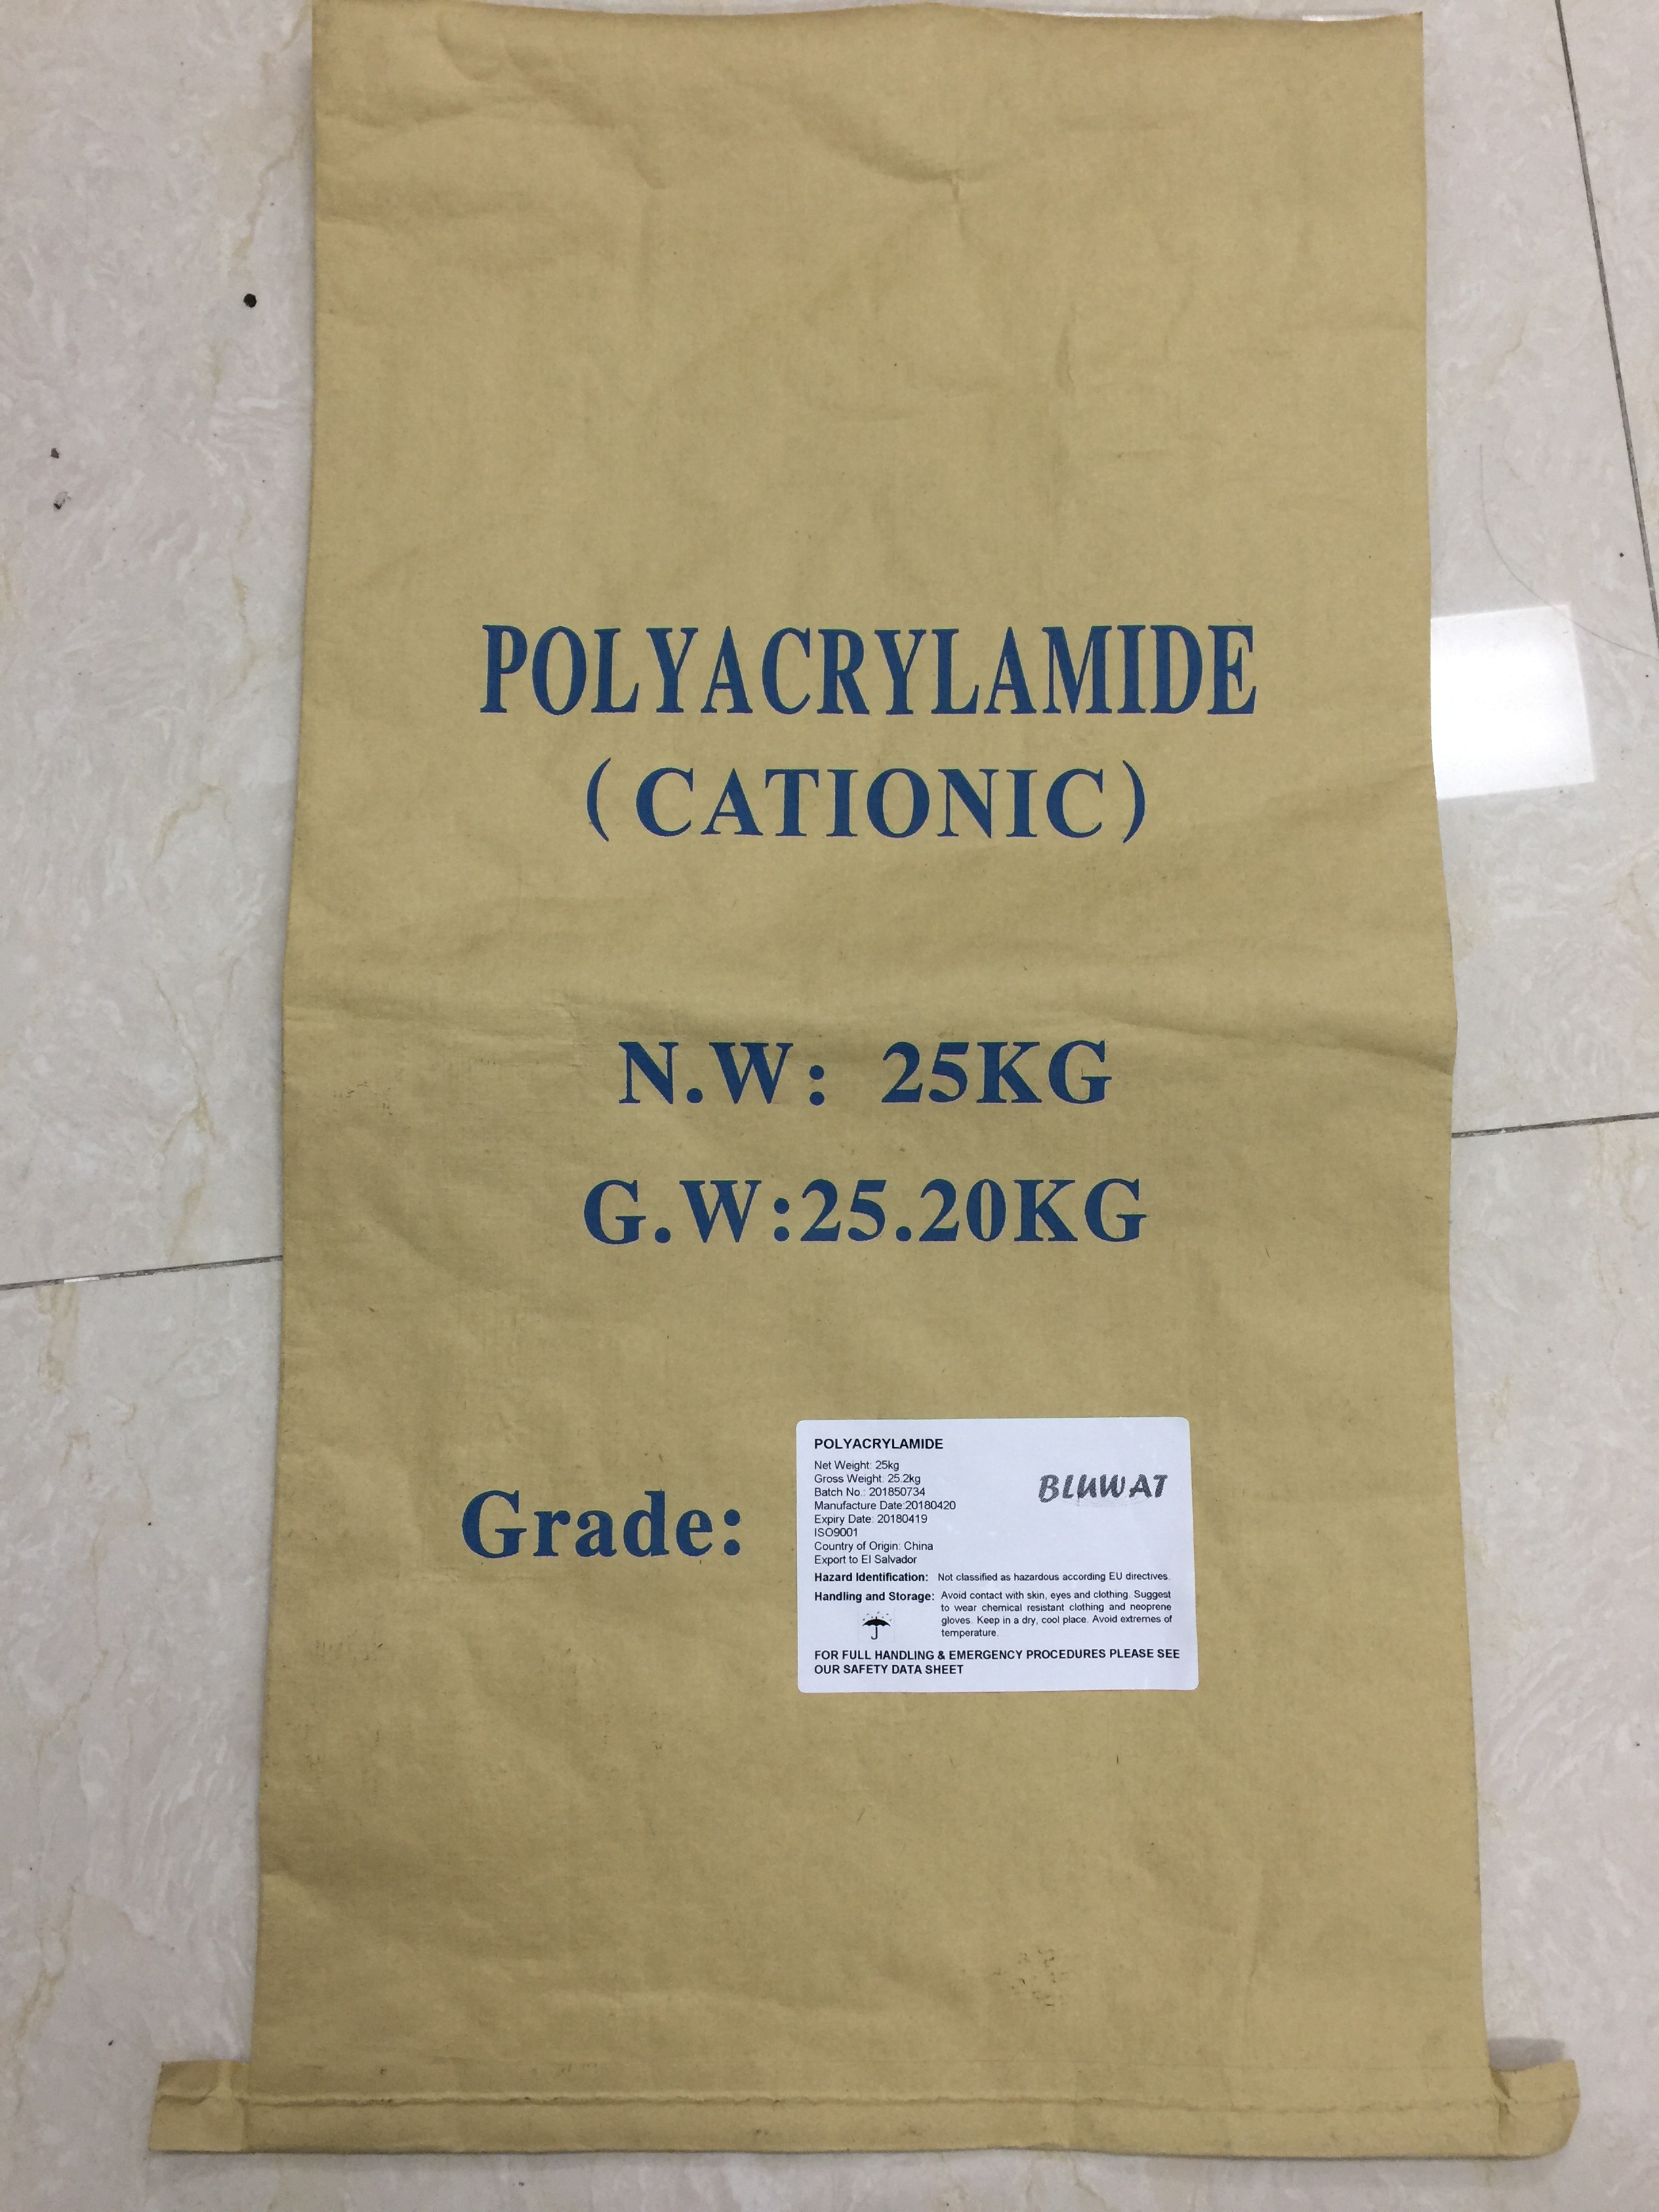 POLYACRYLAMIDE
(CATIONIC)
N.W: 25KG
G.W:25.20KG
Grade:
POLYACRYLAMIDE
Net Weight: 25kg
Gross Weight: 25.2kg
Batch No.: 201850734
Manufacture Date:20180420
Expiry Date: 20180419
ISO9001
Country of Origin: China
Export to El Salvador
BLUWAT
Hazard Identification: Not classified as hazardous according EU directives.
Handling and Storage: Avoid contact with skin, eyes and clothing. Suggest
to wear chemical resistant clothing and neoprene
gloves. Keep in a dry, cool place. Avoid extremes of
temperature.
FOR FULL HANDLING & EMERGENCY PROCEDURES PLEASE SEE
OUR SAFETY DATA SHEET